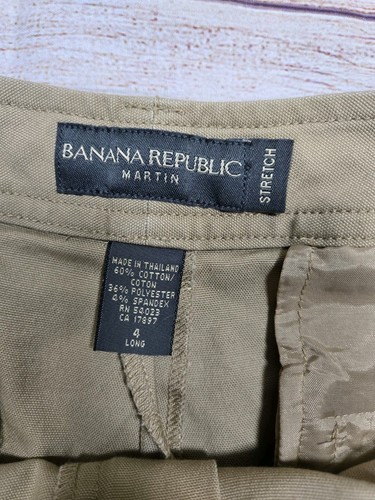 BANANA REPUBLIC
MARTIN
STRETCH
MADE IN THAILAND
60% COTTON/
COTON
36% POLYESTER
4% SPANDEX
RN 54023
CA 17897
4
LONG